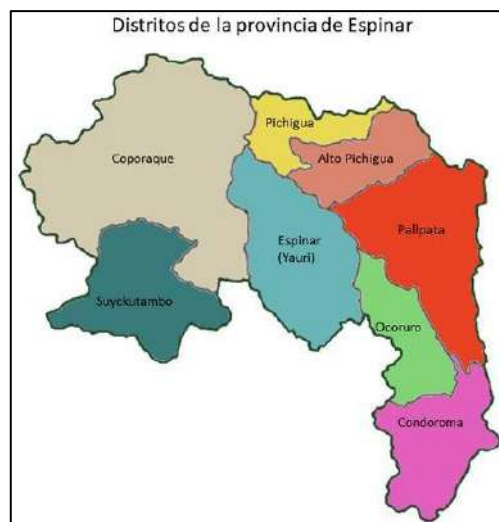 Distritos de la provincia de Espinar
Pichigua
Coporaque
Alto Pichigua
Pallpata
Espinar
(Yauri)
Suyckutambo
Ocoruro
Condoroma